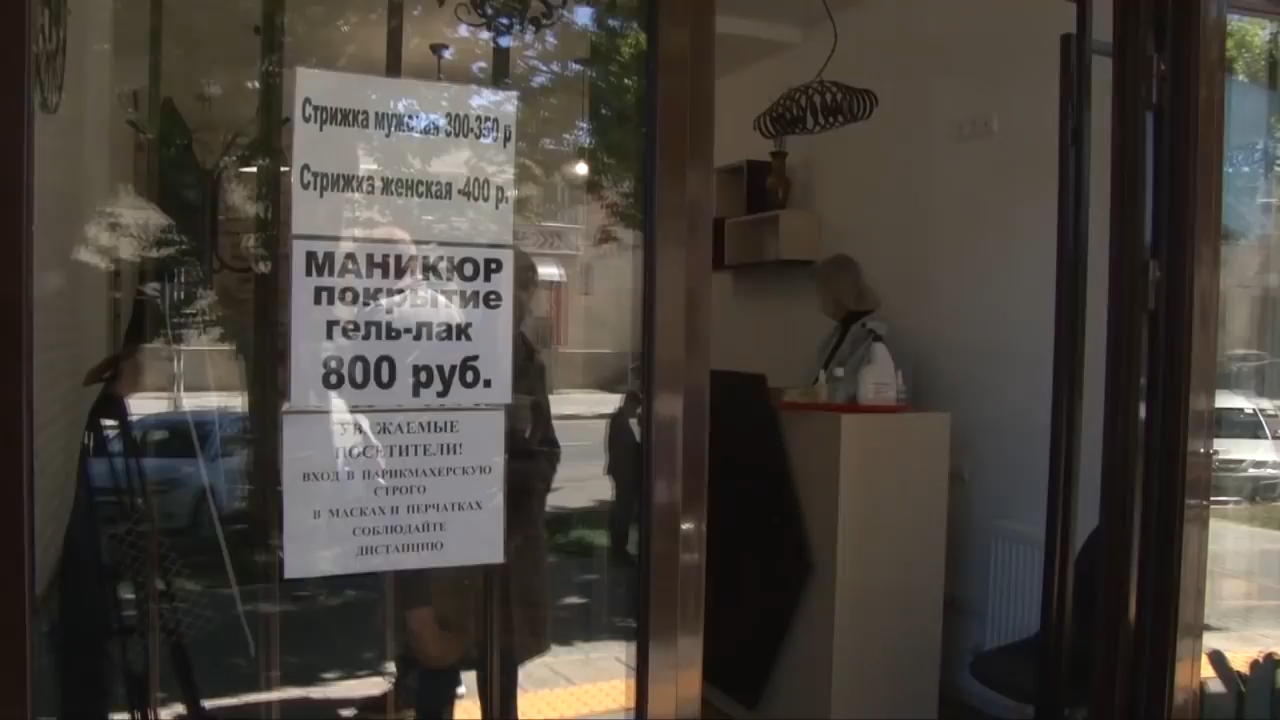 Стрижка мужская 300-350 р
Стрижка женская -400 р.
МАНИКЮР
покрытие
гель-лак
800 руб.
УВАЖАЕМЫЕ
ПОСЕТИТЕЛИ!
ВХОД В ПАРИКМАХЕРСКУЮ
СТРОГО
В МАСКАХ И ПЕРЧАТКАХ
СОБЛЮДАЙТЕ
ДИСТАНЦИЮ